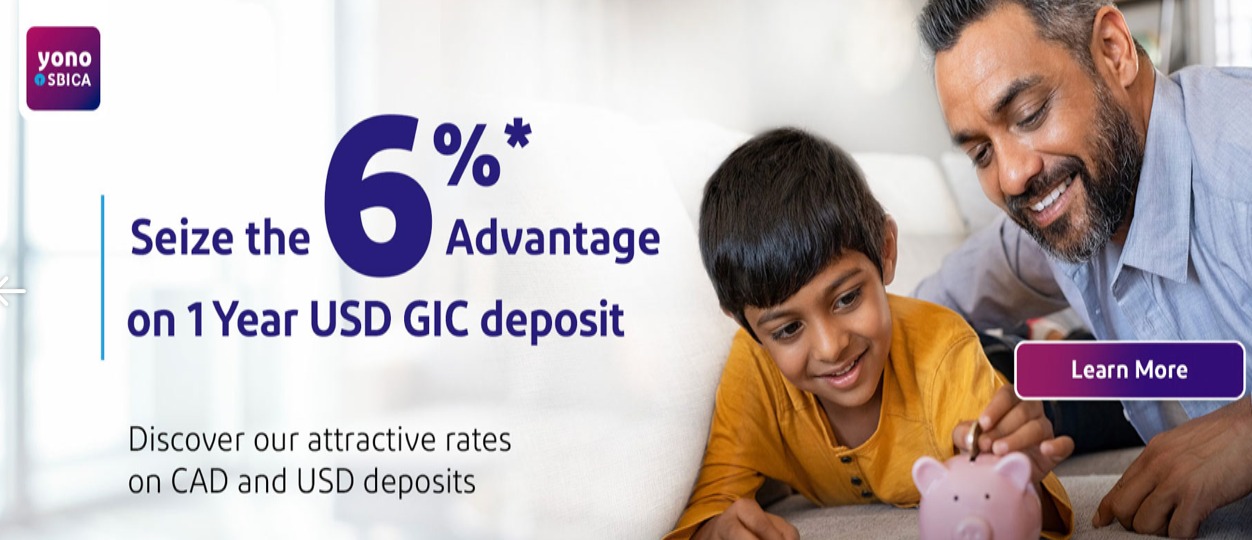 yono
SBICA
Seize the 6%* Advantage
on 1 Year USD GIC deposit
Discover our attractive rates
on CAD and USD deposits
Learn More